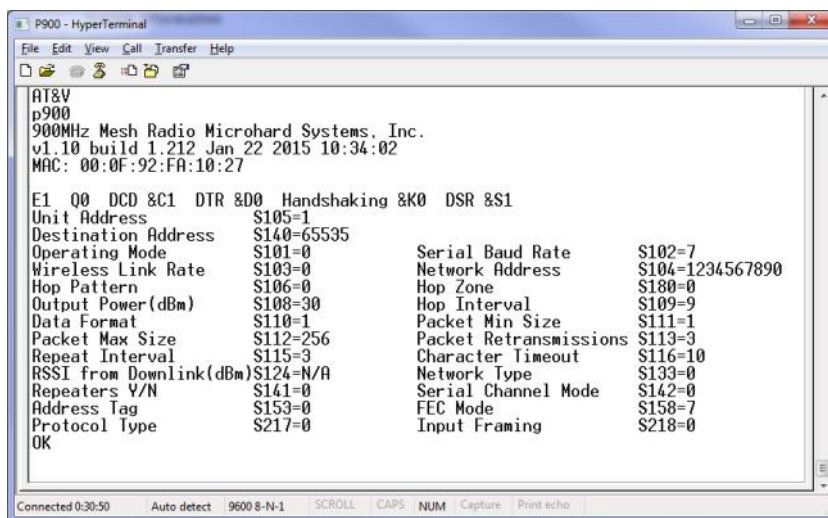 P900 - HyperTerminal
File Edit View Call Transfer Help
AT&V
p900
900MHz Mesh Radio Microhard Systems, Inc.
v1.10 build 1.212 Jan 22 2015 10:34:02
MAC: 00:0F:92:FA:10:27
E1 Q0 DCD &C1 DTR &D0 Handshaking &K0 DSR &S1
Unit Address S105=1
Destination Address S140=65535
Operating Mode S101=0 Serial Baud Rate S102=7
Wireless Link Rate S103=0 Network Address S104=1234567890
Hop Pattern S106=0 Hop Zone S180=0
Output Power(dBm) S108=30 Hop Interval S109=9
Data Format S110=1 Packet Min Size S111=1
Packet Max Size S112=256 Packet Retransmissions S113=3
Repeat Interval S115=3 Character Timeout S116=10
RSSI from Downlink(dBm)S124=N/A Network Type S133=0
Repeaters Y/N S141=0 Serial Channel Mode S142=0
Address Tag S153=0 FEC Mode S158=7
Protocol Type S217=0 Input Framing S218=0
OK
Connected 0:30:50 Auto detect 9600 8-N-1 SCROLL CAPS NUM Capture Print echo